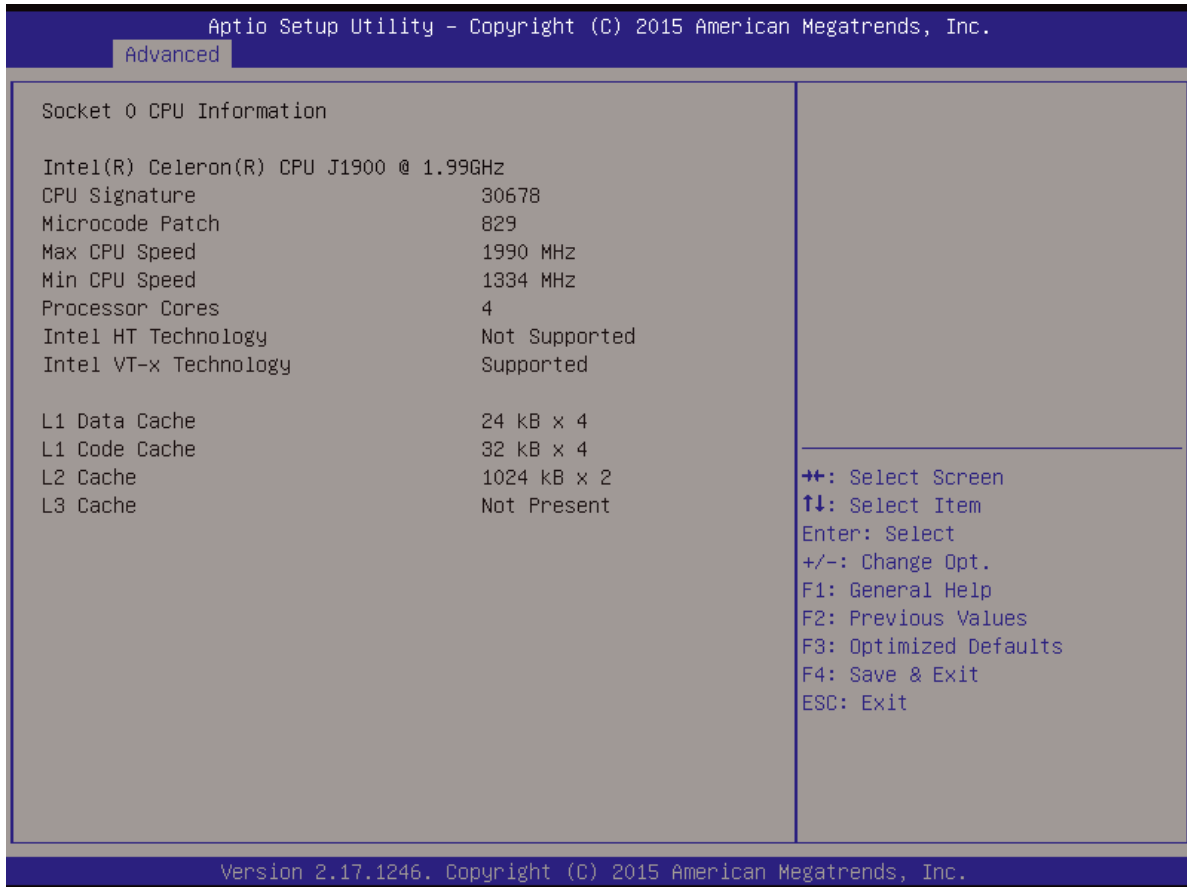 Aptio Setup Utility – Copyright (C) 2015 American Megatrends, Inc.
Advanced
Socket 0 CPU Information
Intel(R) Celeron(R) CPU J1900 @ 1.99GHz
CPU Signature 30678
Microcode Patch 829
Max CPU Speed 1990 MHz
Min CPU Speed 1334 MHz
Processor Cores 4
Intel HT Technology Not Supported
Intel VT-x Technology Supported
L1 Data Cache 24 kB x 4
L1 Code Cache 32 kB x 4
L2 Cache 1024 kB x 2
L3 Cache Not Present
→←: Select Screen
↑↓: Select Item
Enter: Select
+/-: Change Opt.
F1: General Help
F2: Previous Values
F3: Optimized Defaults
F4: Save & Exit
ESC: Exit
Version 2.17.1246. Copyright (C) 2015 American Megatrends, Inc.